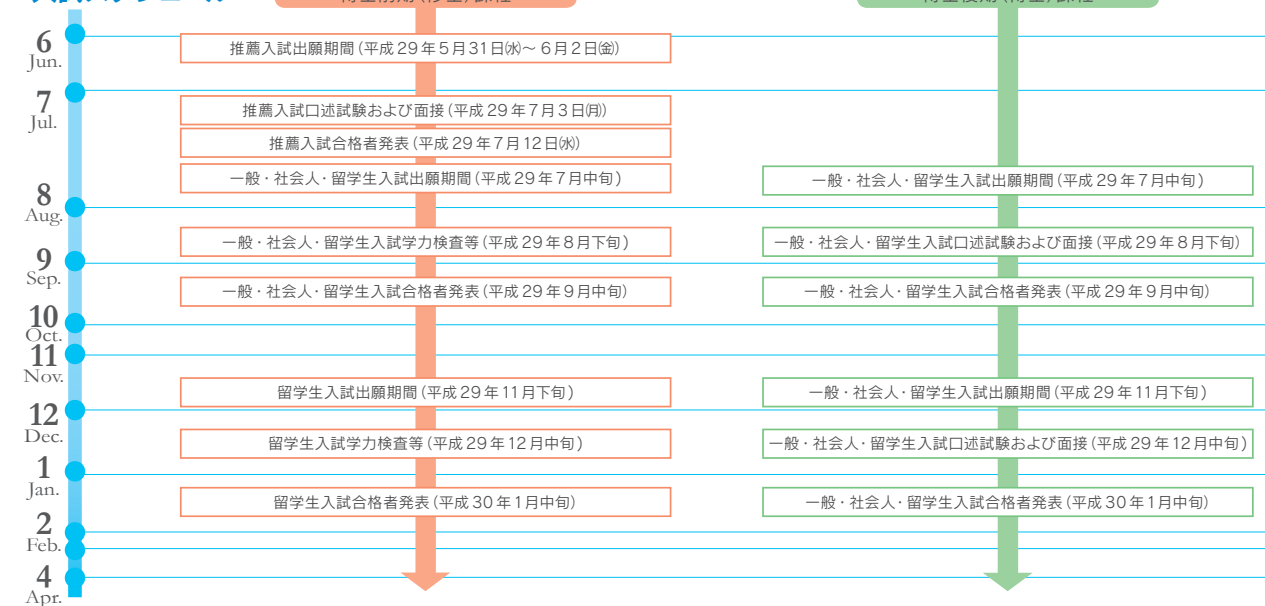 6
Jun.
推薦入試出願期間(平成29年5月31日㈬〜6月2日㈮)
7
Jul.
推薦入試口述試験および面接(平成29年7月3日㈪)
推薦入試合格者発表(平成29年7月12日㈬)
一般・社会人・留学生入試出願期間(平成29年7月中旬)
一般・社会人・留学生入試出願期間(平成29年7月中旬)
8
Aug.
一般・社会人・留学生入試学力検査等(平成29年8月下旬)
一般・社会人・留学生入試口述試験および面接(平成29年8月下旬)
9
Sep.
一般・社会人・留学生入試合格者発表(平成29年9月中旬)
一般・社会人・留学生入試合格者発表(平成29年9月中旬)
10
Oct.
11
Nov.
留学生入試出願期間(平成29年11月下旬)
一般・社会人・留学生入試出願期間(平成29年11月下旬)
12
Dec.
留学生入試学力検査等(平成29年12月中旬)
一般・社会人・留学生入試口述試験および面接(平成29年12月中旬)
1
Jan.
留学生入試合格者発表(平成30年1月中旬)
一般・社会人・留学生入試合格者発表(平成30年1月中旬)
2
Feb.
4
Apr.